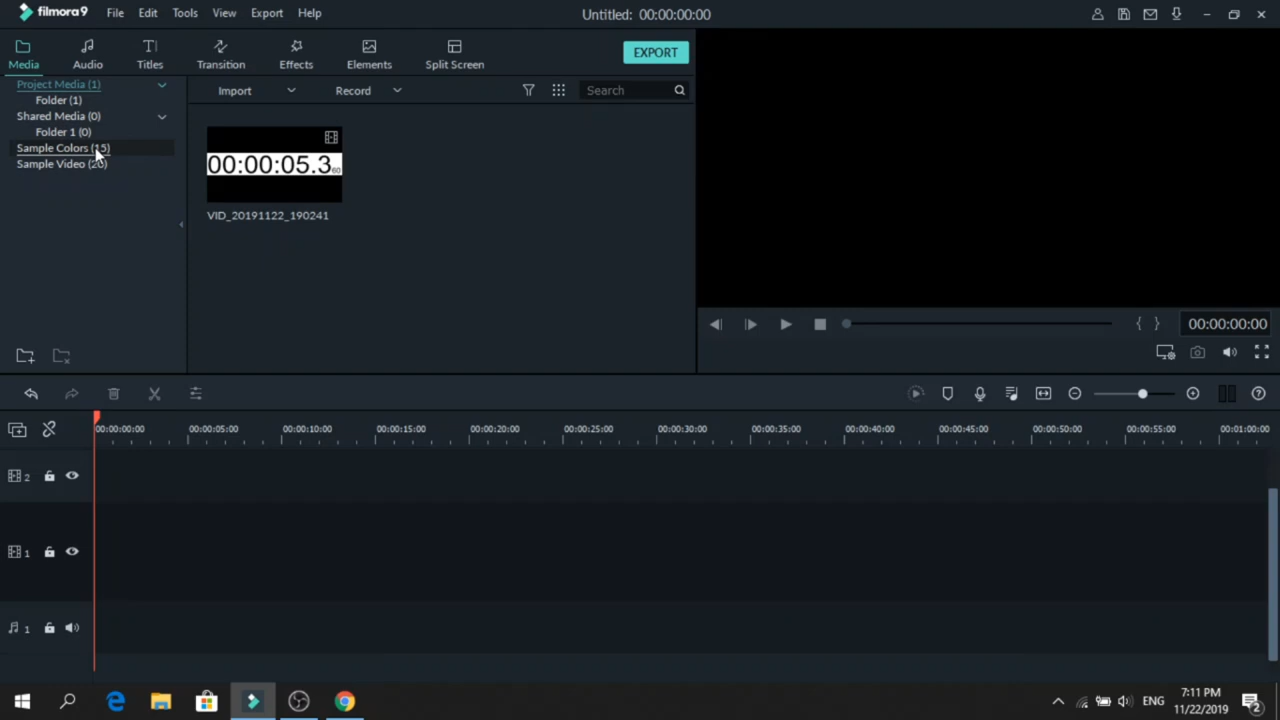 filmora9 File Edit Tools View Export Help Untitled: 00:00:00:00
Media Audio Titles Transition Effects Elements Split Screen EXPORT
Project Media (1)
Folder (1)
Shared Media (0)
Folder 1 (0)
Sample Colors (15)
Sample Video (20)
Import Record Search
00:00:05.3
VID_20191122_190241
{ } 00:00:00:00
00:00:00:00 00:00:05:00 00:00:10:00 00:00:15:00 00:00:20:00 00:00:25:00 00:00:30:00 00:00:35:00 00:00:40:00 00:00:45:00 00:00:50:00 00:00:55:00 00:01:00:00
2
1
1
ENG 7:11 PM
11/22/2019 2